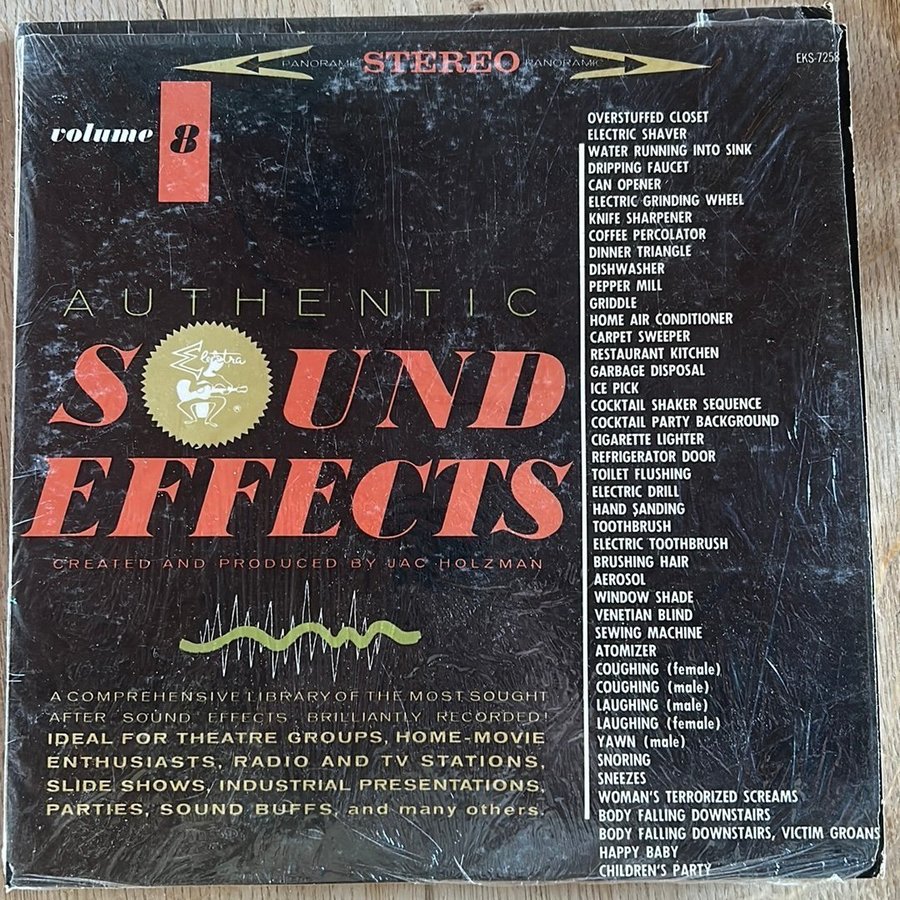 PANORAMIC STEREO PANORAMIC
EKS-7258
volume 8
AUTHENTIC
Elektra
SOUND
EFFECTS
CREATED AND PRODUCED BY JAC HOLZMAN
A COMPREHENSIVE LIBRARY OF THE MOST SOUGHT
AFTER SOUND EFFECTS, BRILLIANTLY RECORDED!
IDEAL FOR THEATRE GROUPS, HOME-MOVIE
ENTHUSIASTS, RADIO AND TV STATIONS,
SLIDE SHOWS, INDUSTRIAL PRESENTATIONS,
PARTIES, SOUND BUFFS, and many others.
OVERSTUFFED CLOSET
ELECTRIC SHAVER
WATER RUNNING INTO SINK
DRIPPING FAUCET
CAN OPENER
ELECTRIC GRINDING WHEEL
KNIFE SHARPENER
COFFEE PERCOLATOR
DINNER TRIANGLE
DISHWASHER
PEPPER MILL
GRIDDLE
HOME AIR CONDITIONER
CARPET SWEEPER
RESTAURANT KITCHEN
GARBAGE DISPOSAL
ICE PICK
COCKTAIL SHAKER SEQUENCE
COCKTAIL PARTY BACKGROUND
CIGARETTE LIGHTER
REFRIGERATOR DOOR
TOILET FLUSHING
ELECTRIC DRILL
HAND SANDING
TOOTHBRUSH
ELECTRIC TOOTHBRUSH
BRUSHING HAIR
AEROSOL
WINDOW SHADE
VENETIAN BLIND
SEWING MACHINE
ATOMIZER
COUGHING (female)
COUGHING (male)
LAUGHING (male)
LAUGHING (female)
YAWN (male)
SNORING
SNEEZES
WOMAN'S TERRORIZED SCREAMS
BODY FALLING DOWNSTAIRS
BODY FALLING DOWNSTAIRS, VICTIM GROANS
HAPPY BABY
CHILDREN'S PARTY